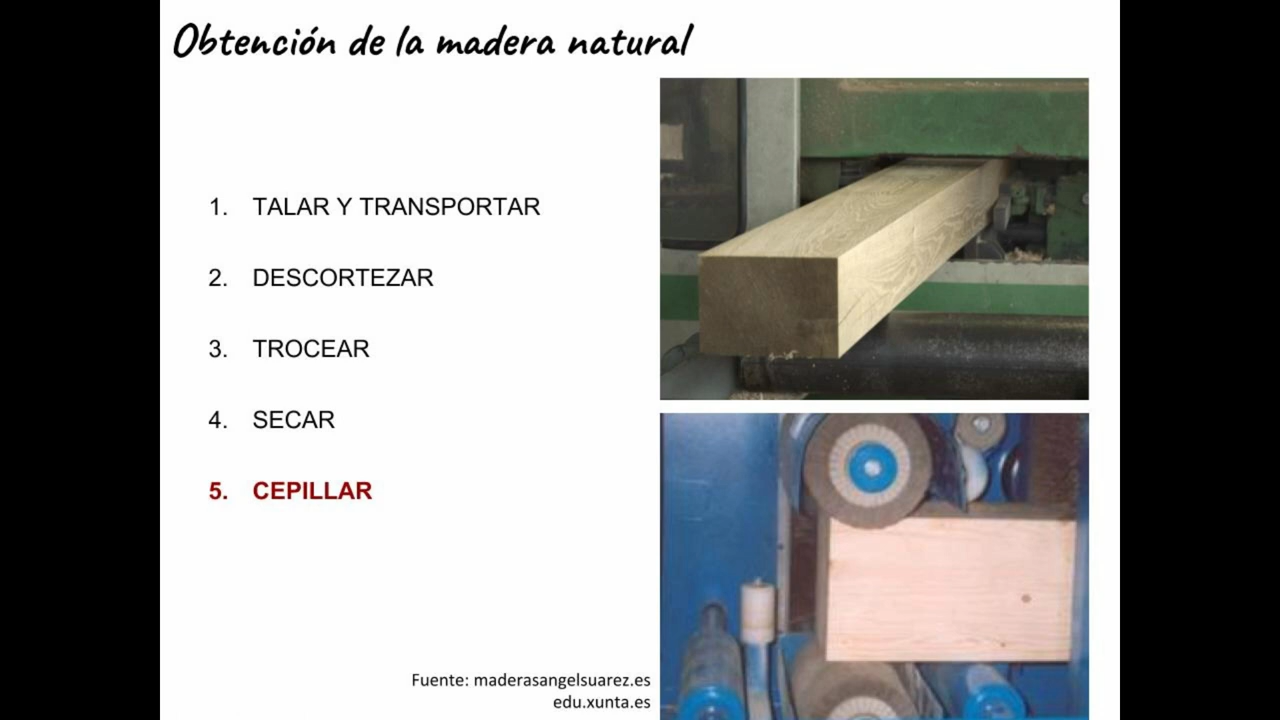 Obtención de la madera natural
1. TALAR Y TRANSPORTAR
2. DESCORTEZAR
3. TROCEAR
4. SECAR
5. CEPILLAR
Fuente: maderasangelsuarez.es
edu.xunta.es